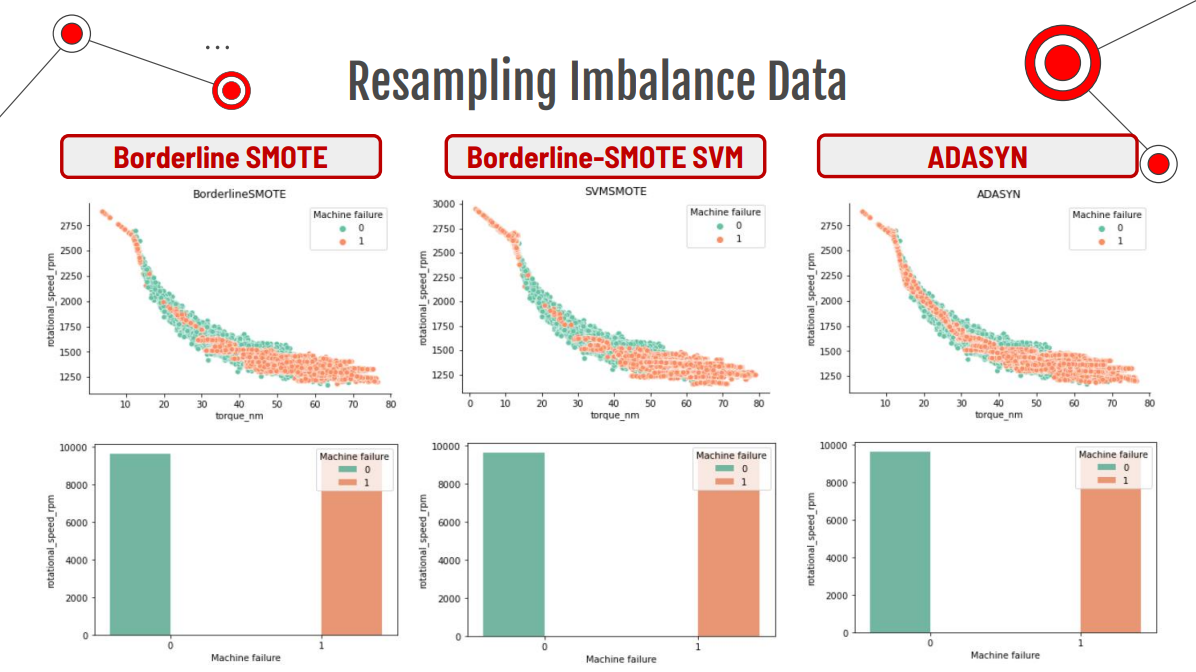 ...
Resampling Imbalance Data
Borderline SMOTE
BorderlineSMOTE
Machine failure
0
1
2750
2500
2250
2000
1750
1500
1250
rotational_speed_rpm
10 20 30 40 50 60 70 80
torque_nm
Machine failure
0
1
10000
8000
6000
4000
2000
0
rotational_speed_rpm
0 1
Machine failure
Borderline-SMOTE SVM
SVMSMOTE
Machine failure
0
1
3000
2750
2500
2250
2000
1750
1500
1250
rotational_speed_rpm
0 10 20 30 40 50 60 70 80
torque_nm
Machine failure
0
1
10000
8000
6000
4000
2000
0
rotational_speed_rpm
0 1
Machine failure
ADASYN
ADASYN
Machine failure
0
1
2750
2500
2250
2000
1750
1500
1250
rotational_speed_rpm
10 20 30 40 50 60 70 80
torque_nm
Machine failure
0
1
10000
8000
6000
4000
2000
0
rotational_speed_rpm
0 1
Machine failure